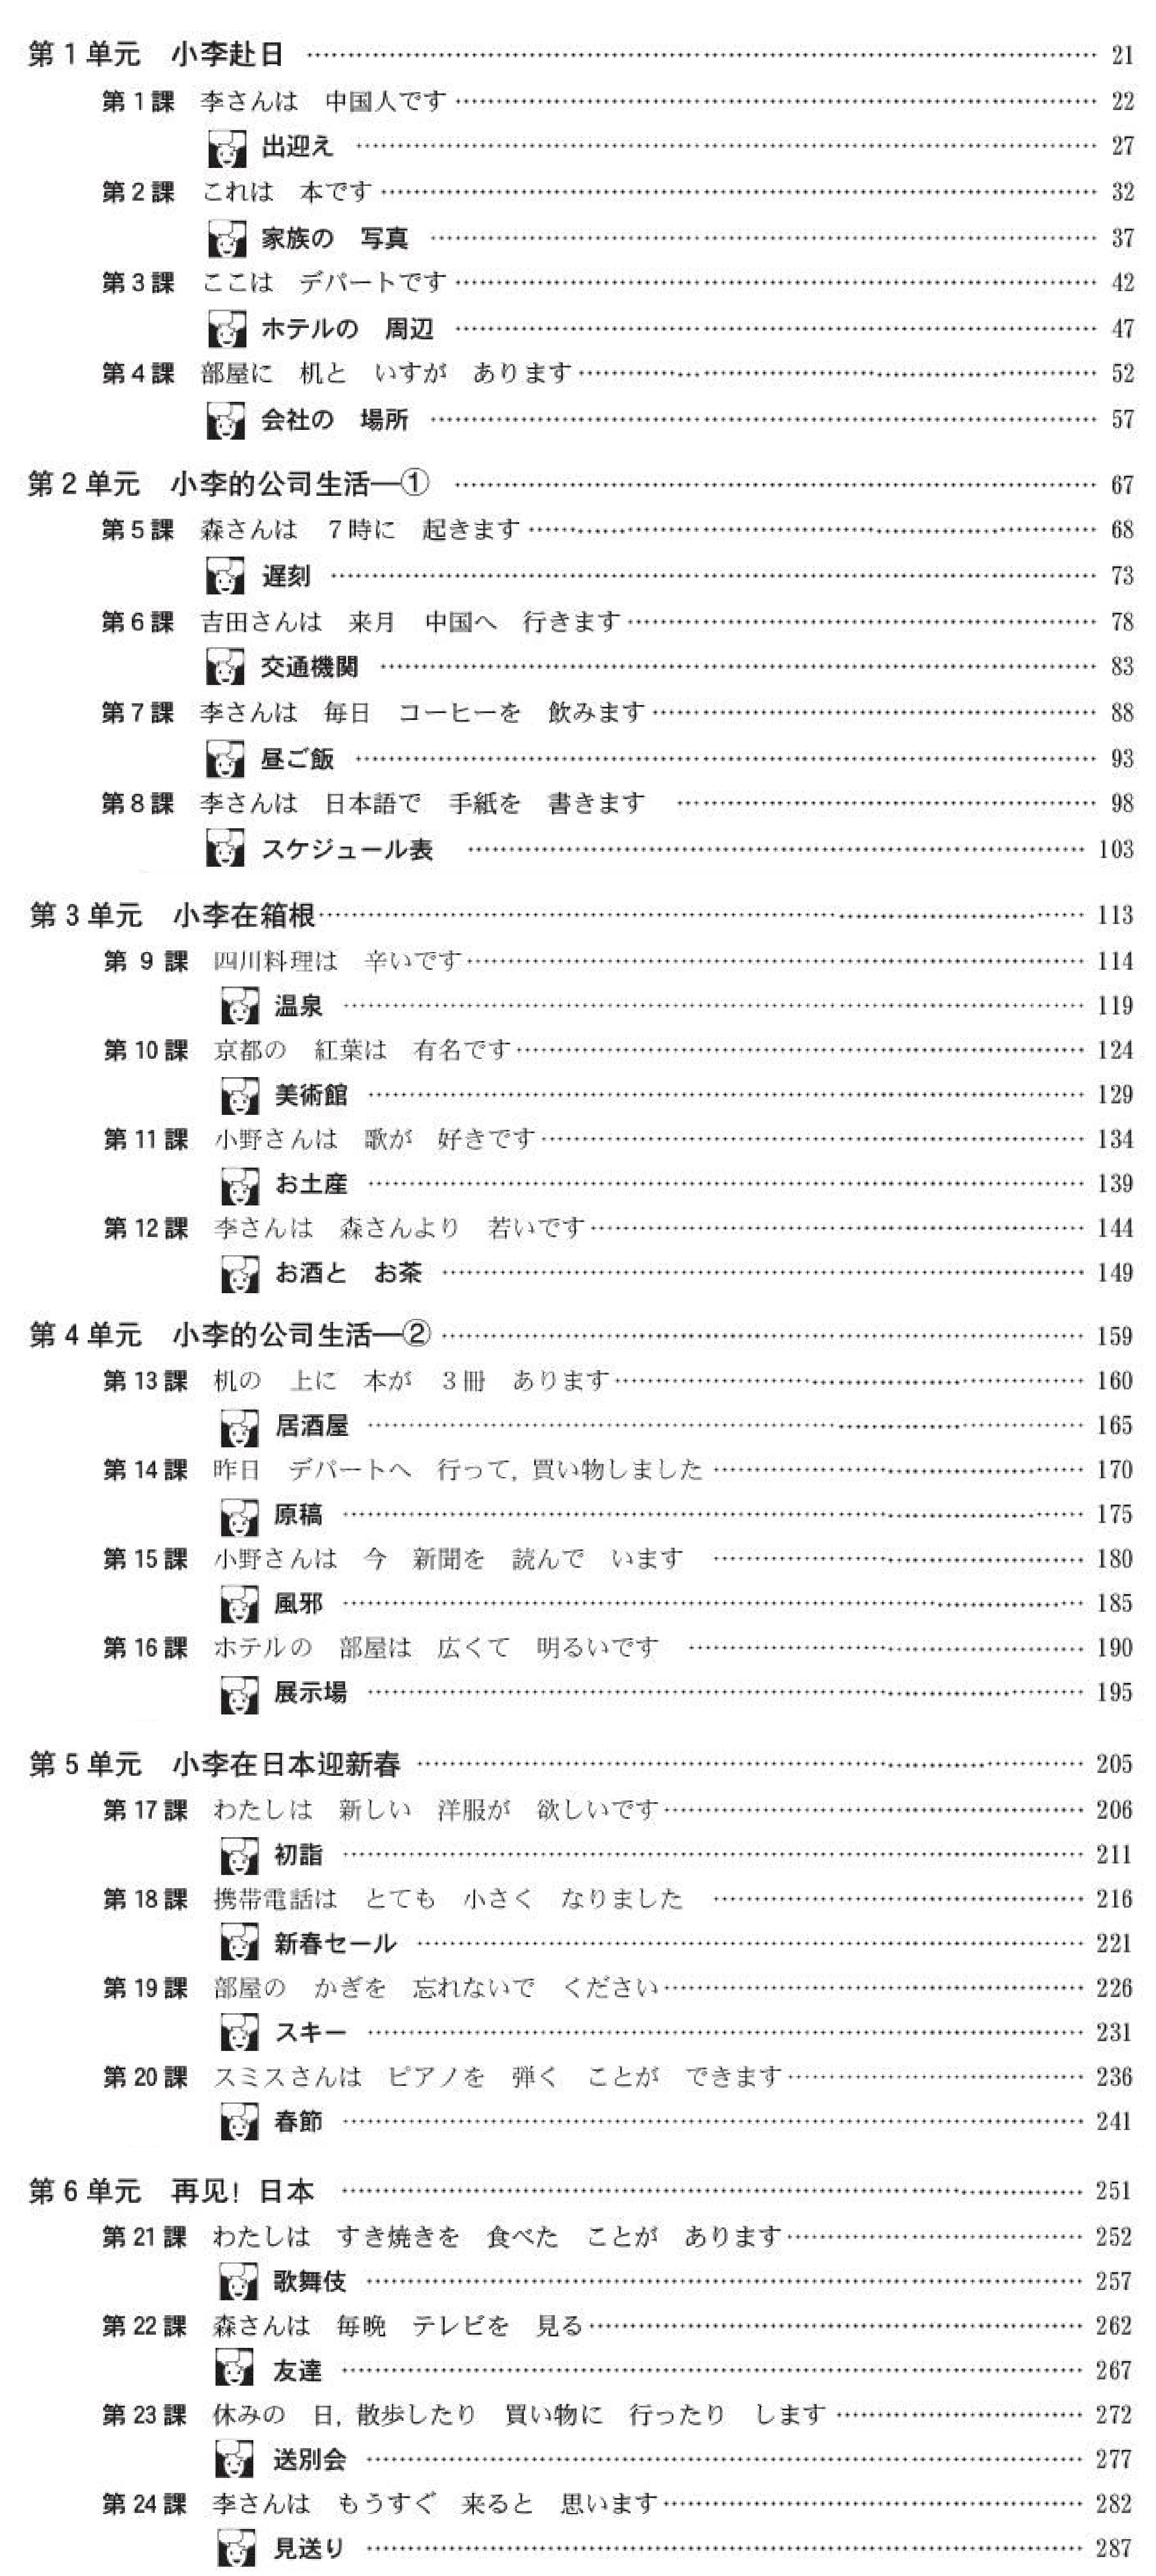 第1单元　小李赴日 …… 21
第1課　李さんは　中国人です …… 22
出迎え …… 27
第2課　これは　本です …… 32
家族の　写真 …… 37
第3課　ここは　デパートです …… 42
ホテルの　周辺 …… 47
第4課　部屋に　机と　いすが　あります …… 52
会社の　場所 …… 57
第2单元　小李的公司生活—① …… 67
第5課　森さんは　7時に　起きます …… 68
遅刻 …… 73
第6課　吉田さんは　来月　中国へ　行きます …… 78
交通機関 …… 83
第7課　李さんは　毎日　コーヒーを　飲みます …… 88
昼ご飯 …… 93
第8課　李さんは　日本語で　手紙を　書きます …… 98
スケジュール表 …… 103
第3单元　小李在箱根 …… 113
第9課　四川料理は　辛いです …… 114
温泉 …… 119
第10課　京都の　紅葉は　有名です …… 124
美術館 …… 129
第11課　小野さんは　歌が　好きです …… 134
お土産 …… 139
第12課　李さんは　森さんより　若いです …… 144
お酒と　お茶 …… 149
第4单元　小李的公司生活—② …… 159
第13課　机の　上に　本が　3冊　あります …… 160
居酒屋 …… 165
第14課　昨日　デパートへ　行って, 買い物しました …… 170
原稿 …… 175
第15課　小野さんは　今　新聞を　読んで　います …… 180
風邪 …… 185
第16課　ホテルの　部屋は　広くて　明るいです …… 190
展示場 …… 195
第5单元　小李在日本迎新春 …… 205
第17課　わたしは　新しい　洋服が　欲しいです …… 206
初詣 …… 211
第18課　携帯電話は　とても　小さく　なりました …… 216
新春セール …… 221
第19課　部屋の　かぎを　忘れないで　ください …… 226
スキー …… 231
第20課　スミスさんは　ピアノを　弾く　ことが　できます …… 236
春節 …… 241
第6单元　再见! 日本 …… 251
第21課　わたしは　すき焼きを　食べた　ことが　あります …… 252
歌舞伎 …… 257
第22課　森さんは　毎晩　テレビを　見る …… 262
友達 …… 267
第23課　休みの　日, 散歩したり　買い物に　行ったり　します …… 272
送別会 …… 277
第24課　李さんは　もうすぐ　来ると　思います …… 282
見送り …… 287